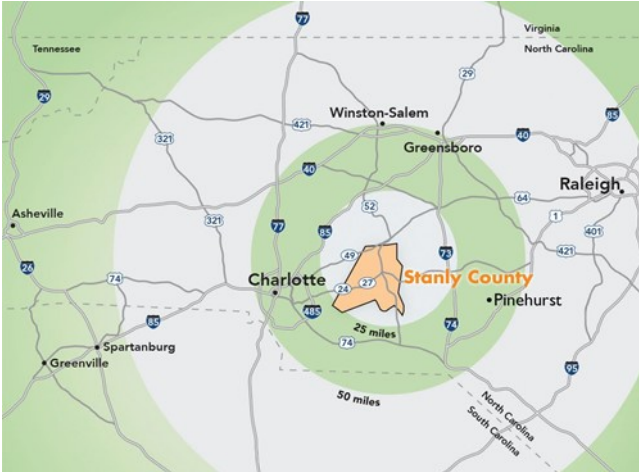 77
Virginia
Tennessee
North Carolina
29
29
Winston-Salem
85
421
321
Greensboro
40
40
Raleigh
64
52
Asheville
321
1
77
85
401
49
73
421
26
Stanly County
74
Charlotte
24
27
Pinehurst
485
85
74
25 miles
74
Spartanburg
Greenville
95
50 miles
North Carolina
South Carolina